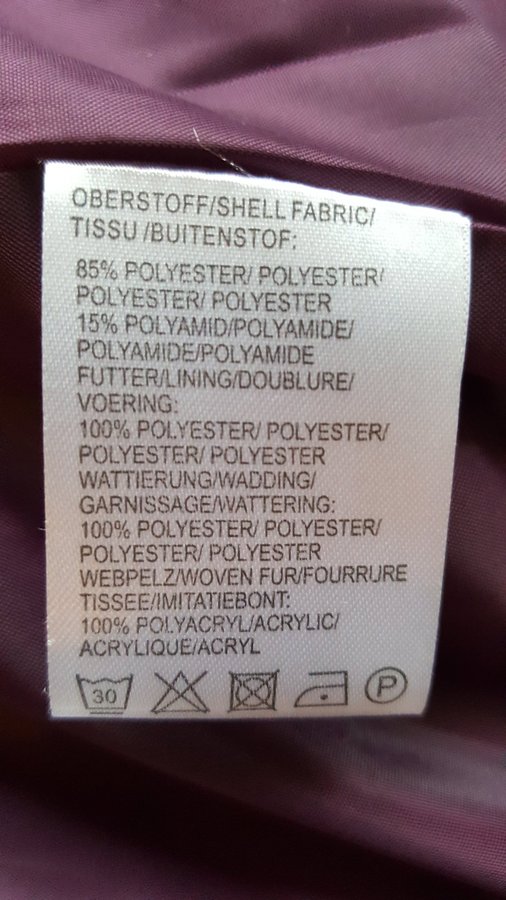 OBERSTOFF/SHELL FABRIC/
TISSU /BUITENSTOF:
85% POLYESTER/ POLYESTER/
POLYESTER/ POLYESTER
15% POLYAMID/POLYAMIDE/
POLYAMIDE/POLYAMIDE
FUTTER/LINING/DOUBLURE/
VOERING:
100% POLYESTER/ POLYESTER/
POLYESTER/ POLYESTER
WATTIERUNG/WADDING/
GARNISSAGE/WATTERING:
100% POLYESTER/ POLYESTER/
POLYESTER/ POLYESTER
WEBPELZ/WOVEN FUR/FOURRURE
TISSEE/IMITATIEBONT:
100% POLYACRYL/ACRYLIC/
ACRYLIQUE/ACRYL
30 P